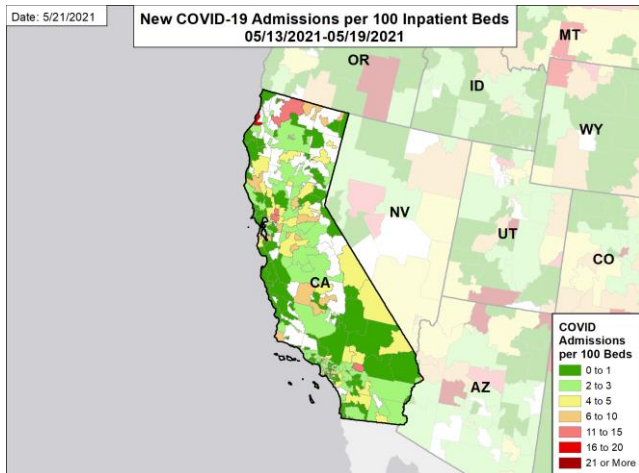 Date: 5/21/2021
New COVID-19 Admissions per 100 Inpatient Beds
05/13/2021-05/19/2021
MT
OR
ID
WY
NV
UT
CO
CA
AZ
COVID
Admissions
per 100 Beds
0 to 1
2 to 3
4 to 5
6 to 10
11 to 15
16 to 20
21 or More